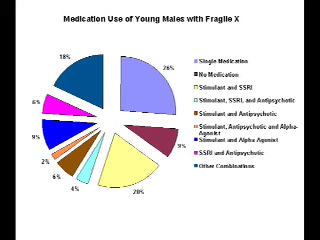 Medication Use of Young Males with Fragile X
18%
26%
6%
9%
2%
6%
4%
20%
9%
Single Medication
No Medication
Stimulant and SSRI
Stimulant, SSRI, and Antipsychotic
Stimulant and Antipsychotic
Stimulant, Antipsychotic and Alpha-
Agonist
Stimulant and Alpha Agonist
SSRI and Antipsychotic
Other Combinations